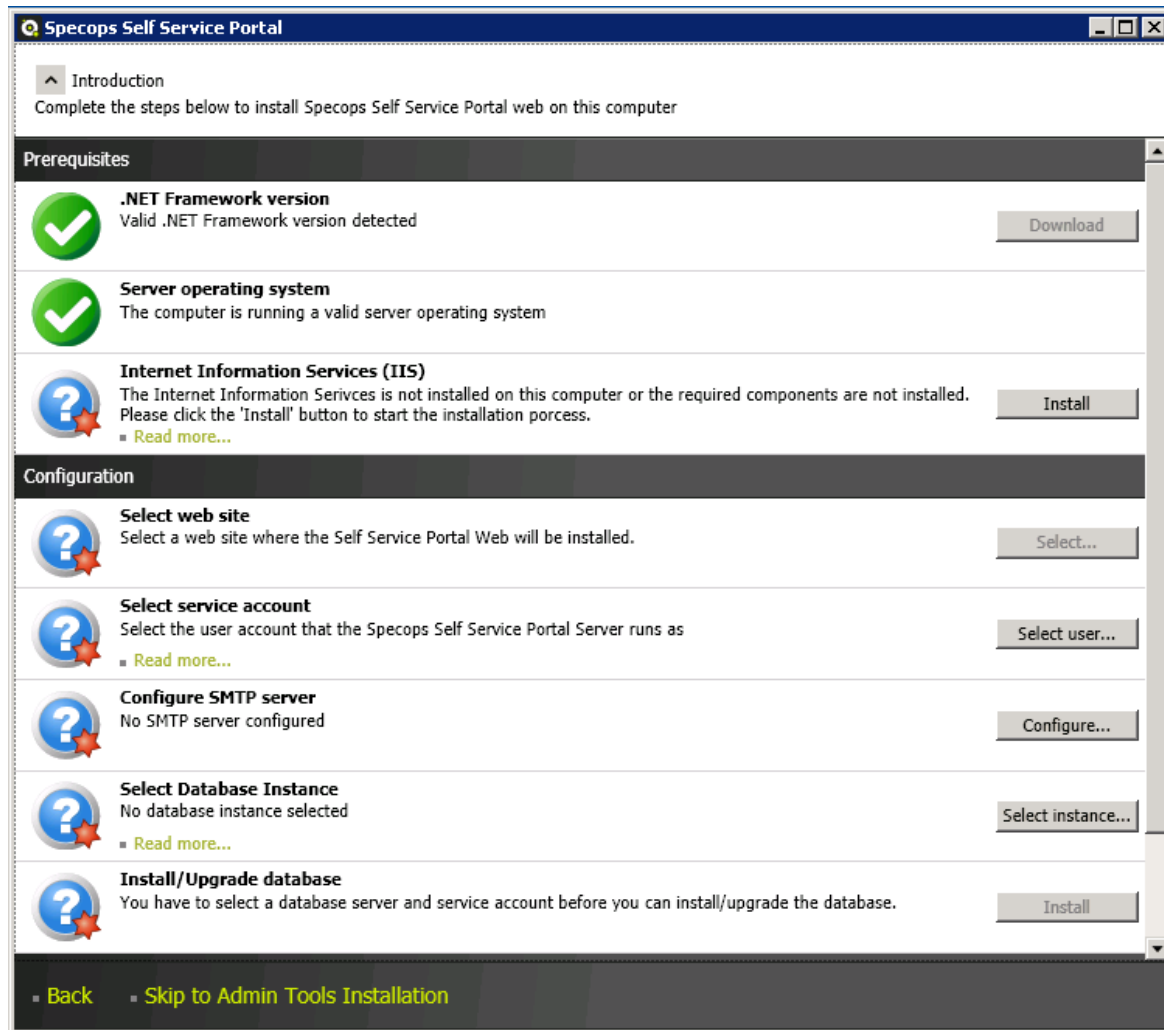 Specops Self Service Portal
Introduction
Complete the steps below to install Specops Self Service Portal web on this computer
Prerequisites
.NET Framework version
Valid .NET Framework version detected
Download
Server operating system
The computer is running a valid server operating system
Internet Information Services (IIS)
The Internet Information Serivces is not installed on this computer or the required components are not installed.
Please click the 'Install' button to start the installation porcess.
Install
Read more...
Configuration
Select web site
Select a web site where the Self Service Portal Web will be installed.
Select...
Select service account
Select the user account that the Specops Self Service Portal Server runs as
Select user...
Read more...
Configure SMTP server
No SMTP server configured
Configure...
Select Database Instance
No database instance selected
Select instance...
Read more...
Install/Upgrade database
You have to select a database server and service account before you can install/upgrade the database.
Install
Back
Skip to Admin Tools Installation